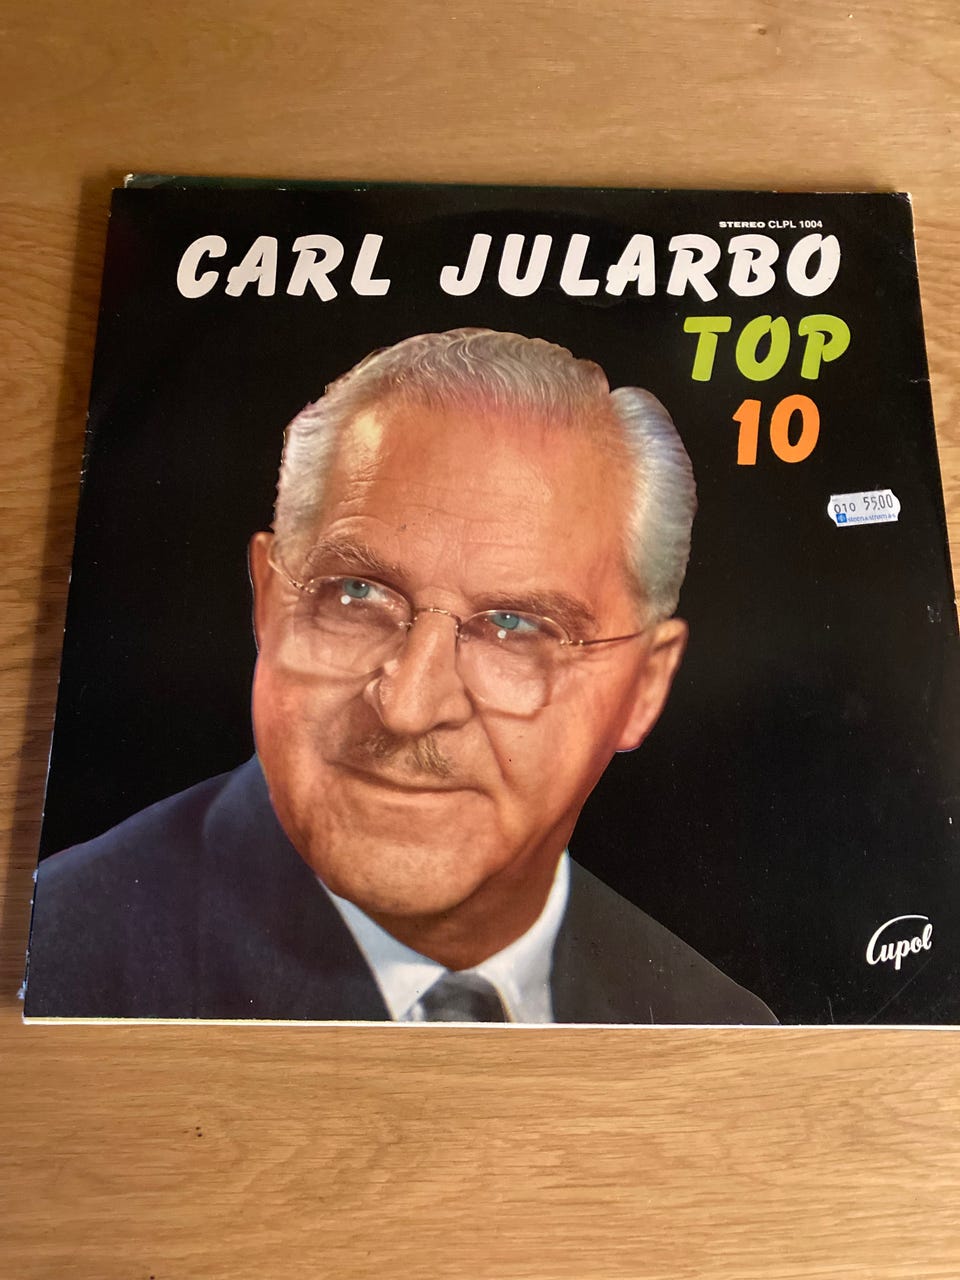 STEREO CLPL 1004
CARL JULARBO
TOP
10
010 55.00
Cupol